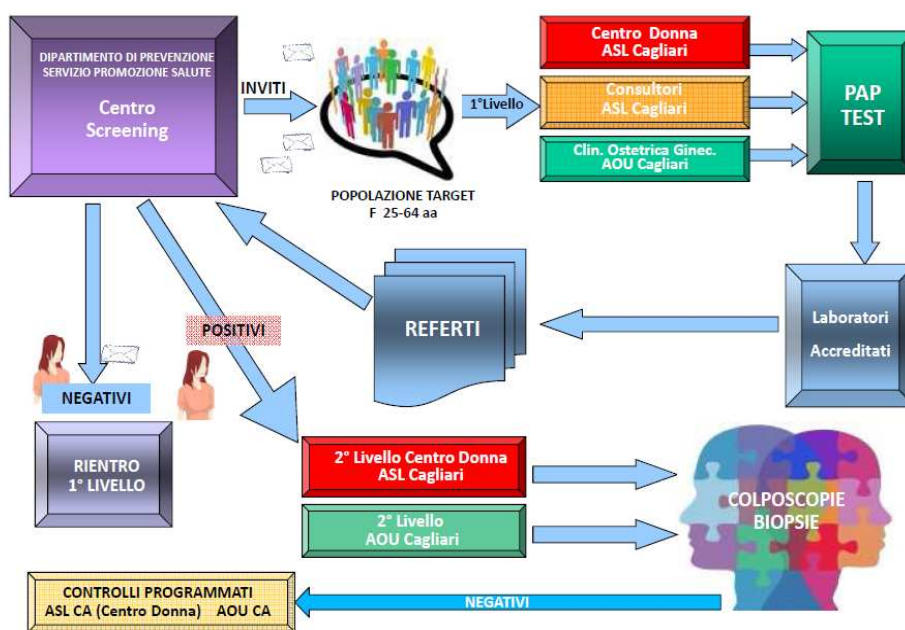 DIPARTIMENTO DI PREVENZIONE
SERVIZIO PROMOZIONE SALUTE
Centro
Screening
INVITI
POPOLAZIONE TARGET
F 25-64 aa
1°Livello
Centro Donna
ASL Cagliari
Consultori
ASL Cagliari
Clin. Ostetrica Ginec.
AOU Cagliari
PAP
TEST
Laboratori
Accreditati
REFERTI
POSITIVI
NEGATIVI
RIENTRO
1° LIVELLO
2° Livello Centro Donna
ASL Cagliari
2° Livello
AOU Cagliari
COLPOSCOPIE
BIOPSIE
NEGATIVI
CONTROLLI PROGRAMMATI
ASL CA (Centro Donna) AOU CA